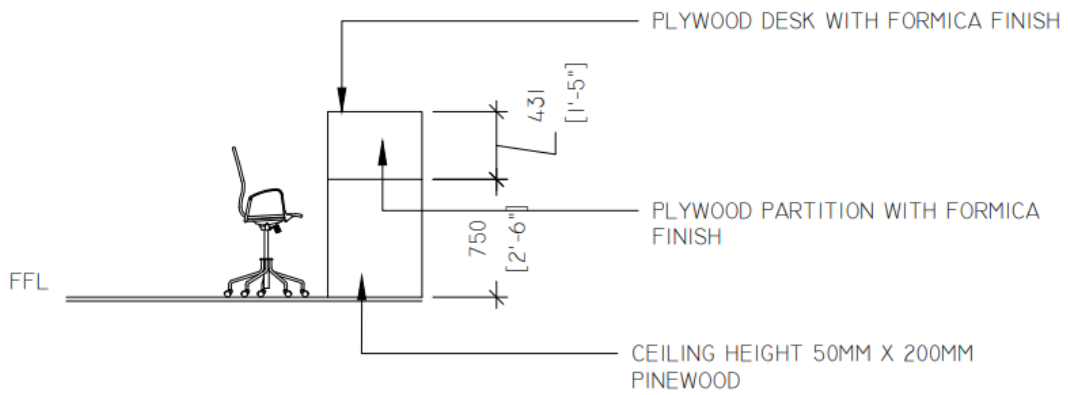 PLYWOOD DESK WITH FORMICA FINISH
431
[1'-5"]
PLYWOOD PARTITION WITH FORMICA
FINISH
750
[2'-6"]
FFL
CEILING HEIGHT 50MM X 200MM
PINEWOOD